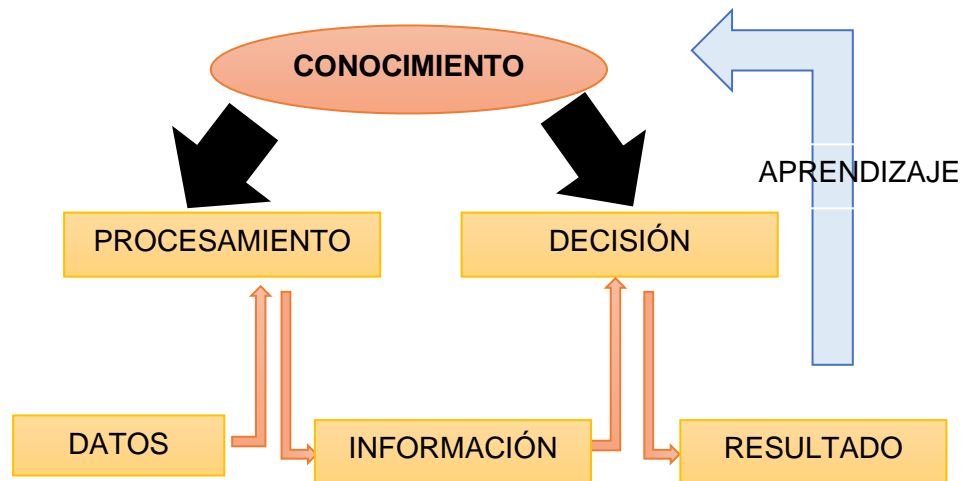 CONOCIMIENTO
APRENDIZAJE
PROCESAMIENTO
DECISIÓN
DATOS
INFORMACIÓN
RESULTADO